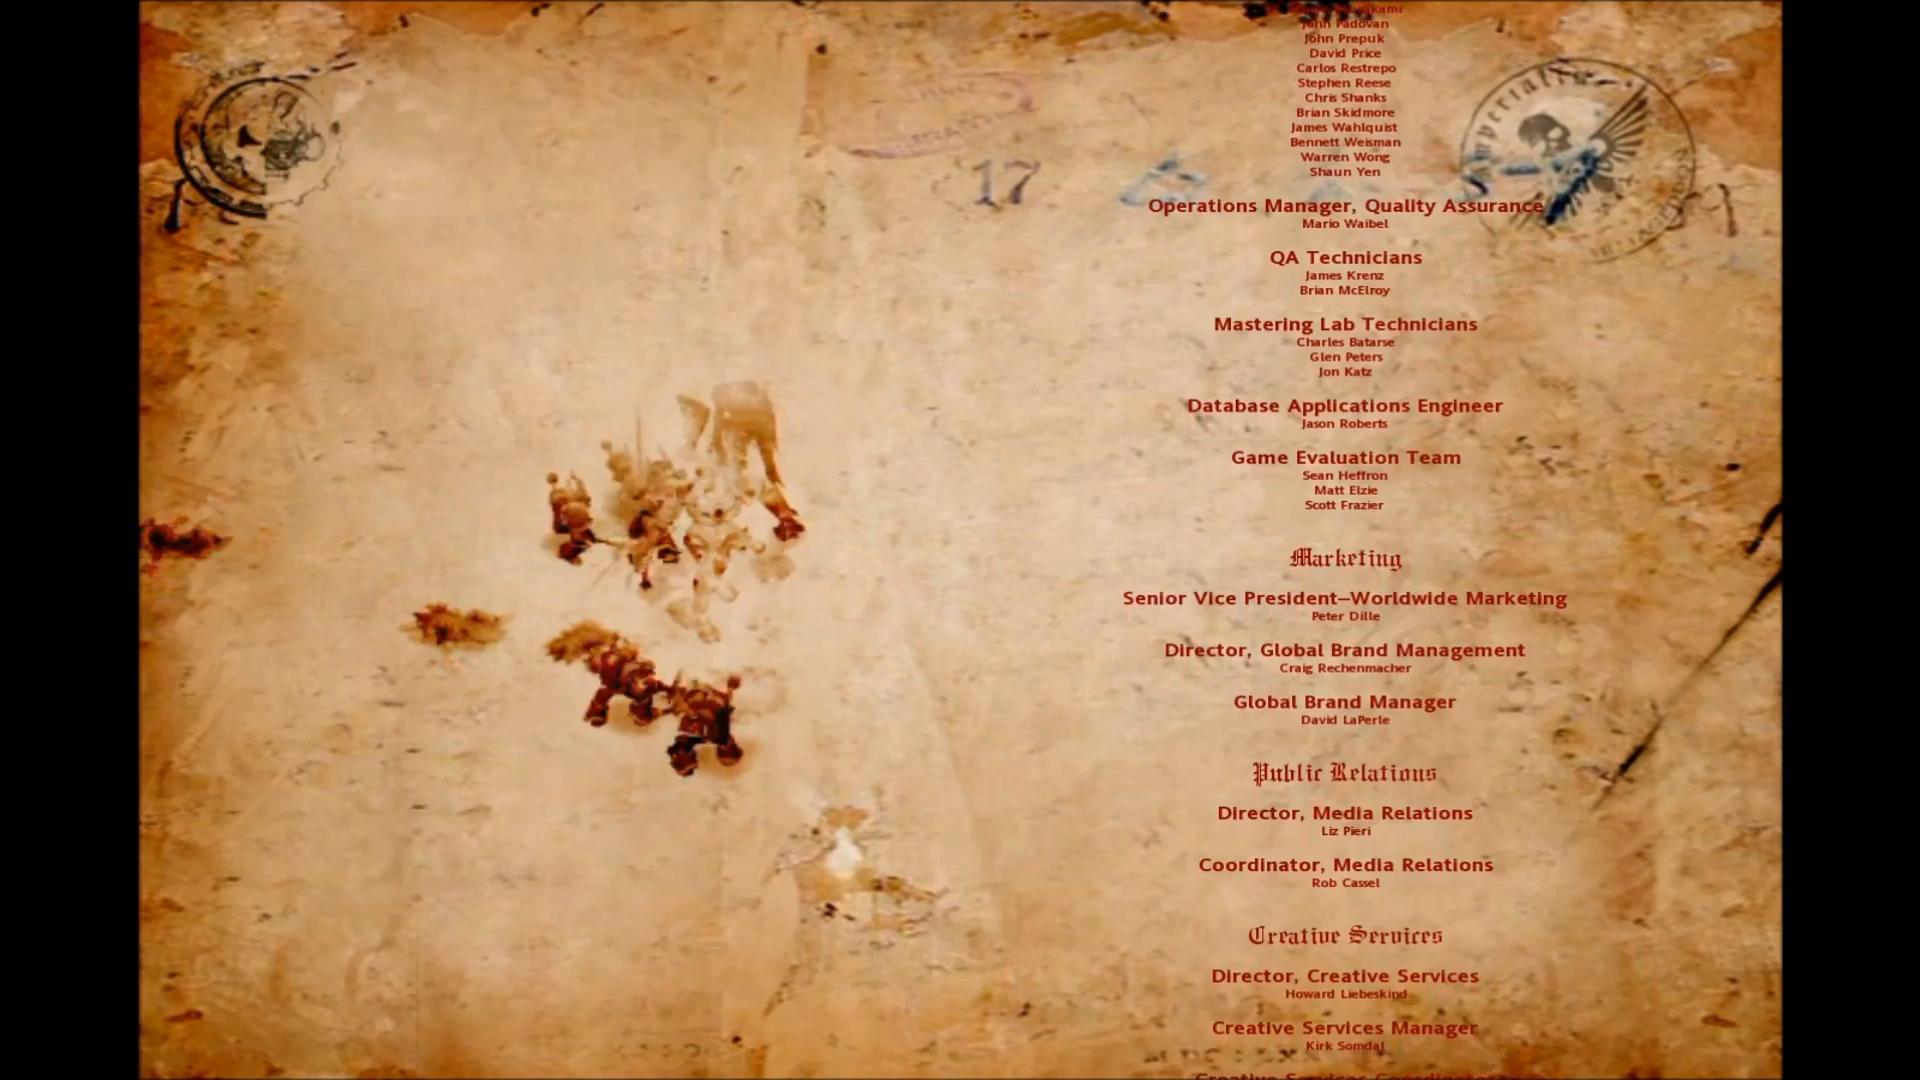 John Padovan
John Prepuk
David Price
Carlos Restrepo
Stephen Reese
Chris Shanks
Brian Skidmore
James Wahlquist
Bennett Weisman
Warren Wong
Shaun Yen
17
Operations Manager, Quality Assurance
Mario Waibel
QA Technicians
James Krenz
Brian McElroy
Mastering Lab Technicians
Charles Batarse
Glen Peters
Jon Katz
Database Applications Engineer
Jason Roberts
Game Evaluation Team
Sean Heffron
Matt Elzie
Scott Frazier
Marketing
Senior Vice President—Worldwide Marketing
Peter Dille
Director, Global Brand Management
Craig Rechenmacher
Global Brand Manager
David LaPerle
Public Relations
Director, Media Relations
Liz Pieri
Coordinator, Media Relations
Rob Cassel
Creative Services
Director, Creative Services
Howard Liebeskind
Creative Services Manager
Kirk Somdal